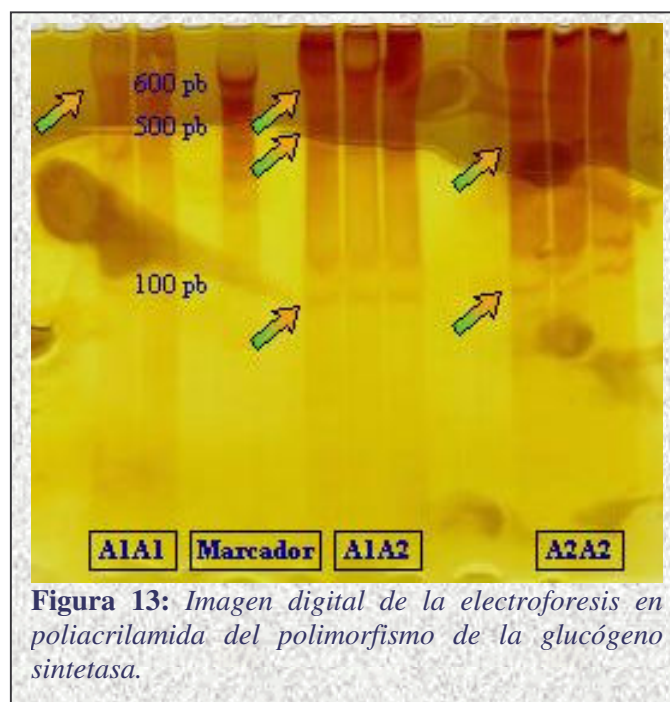 600 pb
500 pb
100 pb
A1A1 Marcador A1A2 A2A2
Figura 13: Imagen digital de la electroforesis en
poliacrilamida del polimorfismo de la glucógeno
sintetasa.